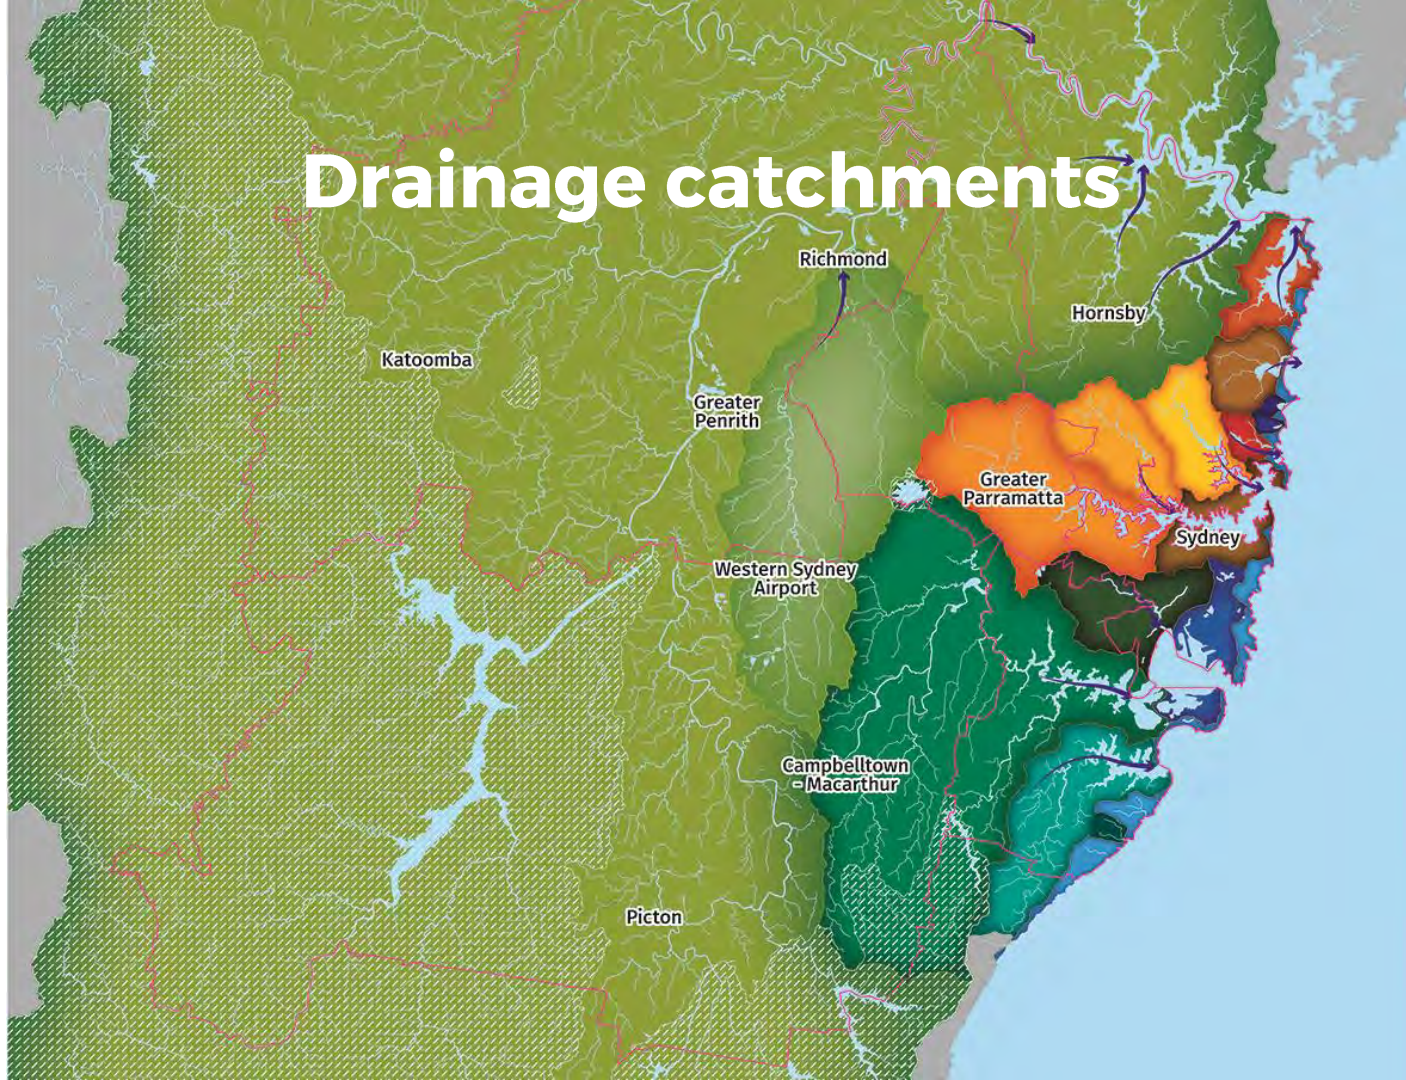 Drainage catchments
Richmond
Hornsby
Katoomba
Greater
Penrith
Greater
Parramatta
Sydney
Western Sydney
Airport
Campbelltown
- Macarthur
Picton